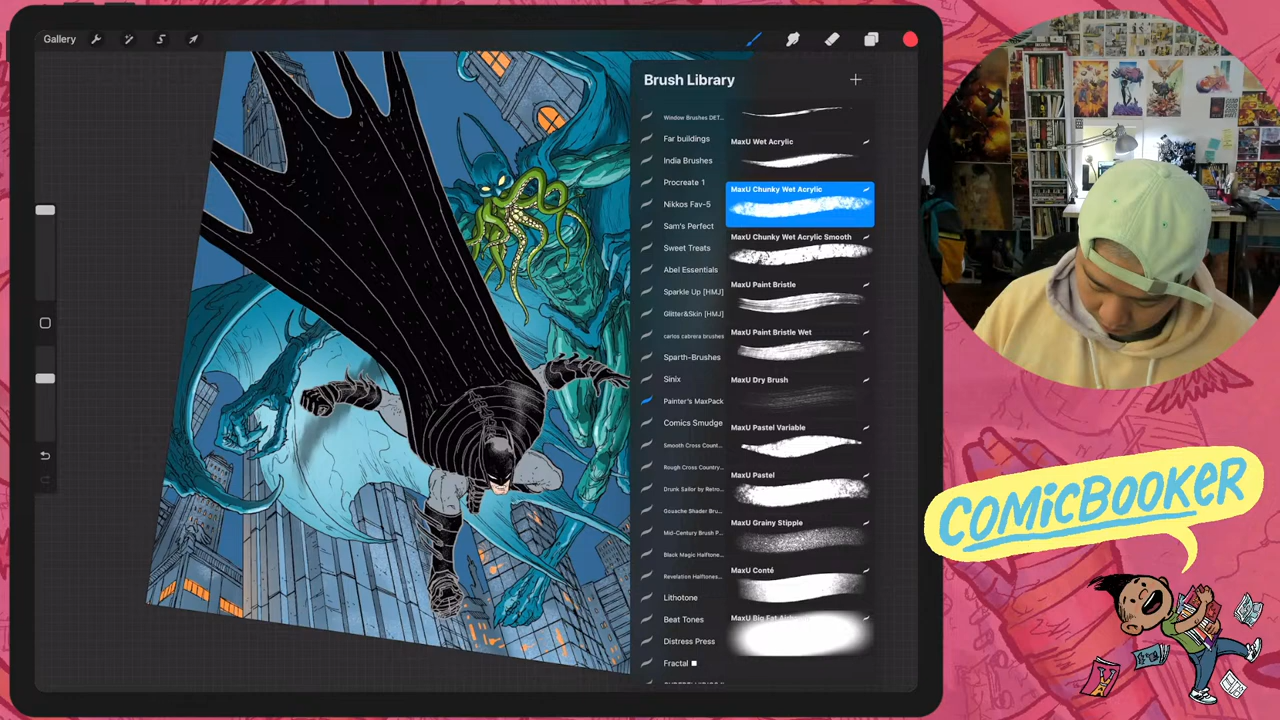 Gallery
Brush Library
Window Brushes DET...
Far buildings
India Brushes
Procreate 1
Nikkos Fav-5
Sam's Perfect
Sweet Treats
Abel Essentials
Sparkle Up [HMJ]
Glitter&Skin [HMJ]
carlos cabrera brushes
Sparth-Brushes
Sinix
Painter's MaxPack
Comics Smudge
Smooth Cross Count...
Rough Cross Country...
Drunk Sailor by Retro...
Gouache Shader Bru...
Mid-Century Brush P...
Black Magic Halftone...
Revelation Halftones...
Lithotone
Beat Tones
Distress Press
Fractal
MaxU Wet Acrylic
MaxU Chunky Wet Acrylic
MaxU Chunky Wet Acrylic Smooth
MaxU Paint Bristle
MaxU Paint Bristle Wet
MaxU Dry Brush
MaxU Pastel Variable
MaxU Pastel
MaxU Grainy Stipple
MaxU Conté
MaxU Big Fat
COMICBOOKER